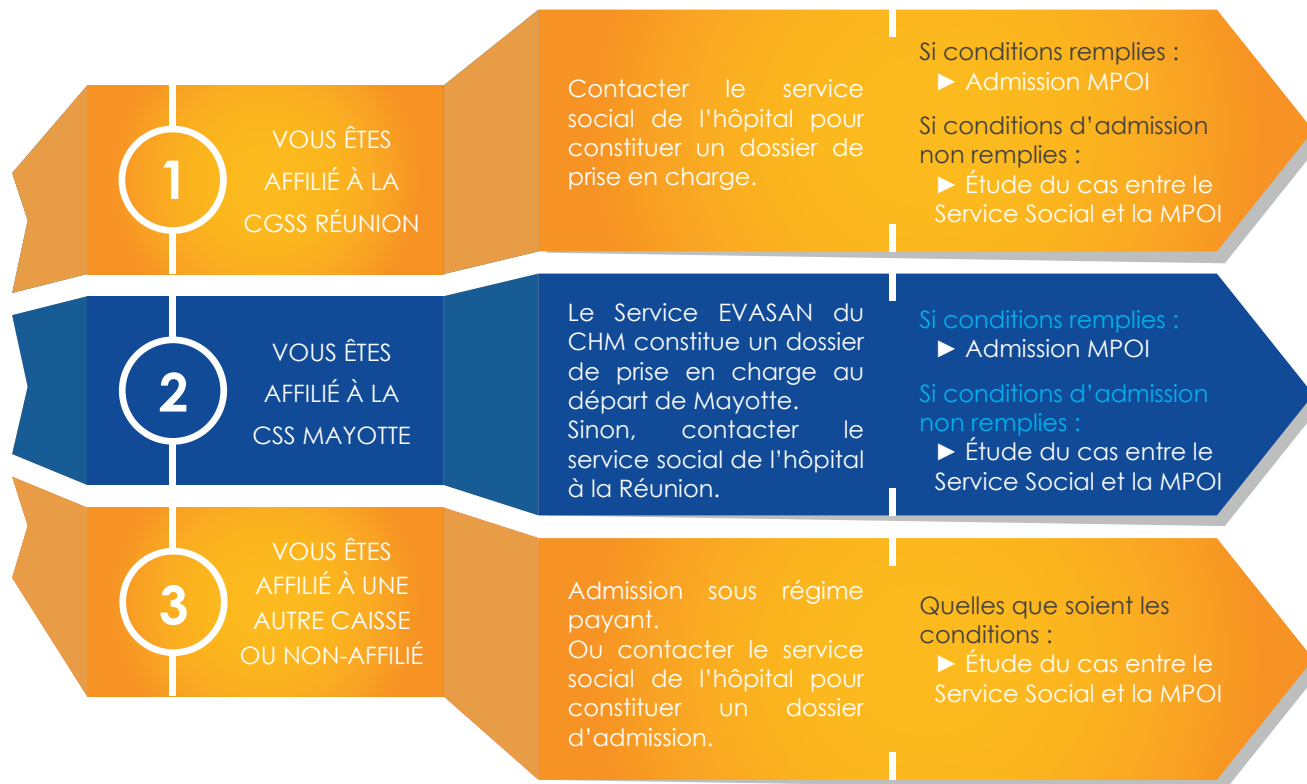 1
VOUS ÊTES
AFFILIÉ À LA
CGSS RÉUNION
Contacter le service
social de l'hôpital pour
constituer un dossier de
prise en charge.
Si conditions remplies :
► Admission MPOI
Si conditions d'admission
non remplies :
► Étude du cas entre le
Service Social et la MPOI
2
VOUS ÊTES
AFFILIÉ À LA
CSS MAYOTTE
Le Service EVASAN du
CHM constitue un dossier
de prise en charge au
départ de Mayotte.
Sinon, contacter le
service social de l'hôpital
à la Réunion.
Si conditions remplies :
► Admission MPOI
Si conditions d'admission
non remplies :
► Étude du cas entre le
Service Social et la MPOI
3
VOUS ÊTES
AFFILIÉ À UNE
AUTRE CAISSE
OU NON-AFFILIÉ
Admission sous régime
payant.
Ou contacter le service
social de l'hôpital pour
constituer un dossier
d'admission.
Quelles que soient les
conditions :
► Étude du cas entre le
Service Social et la MPOI